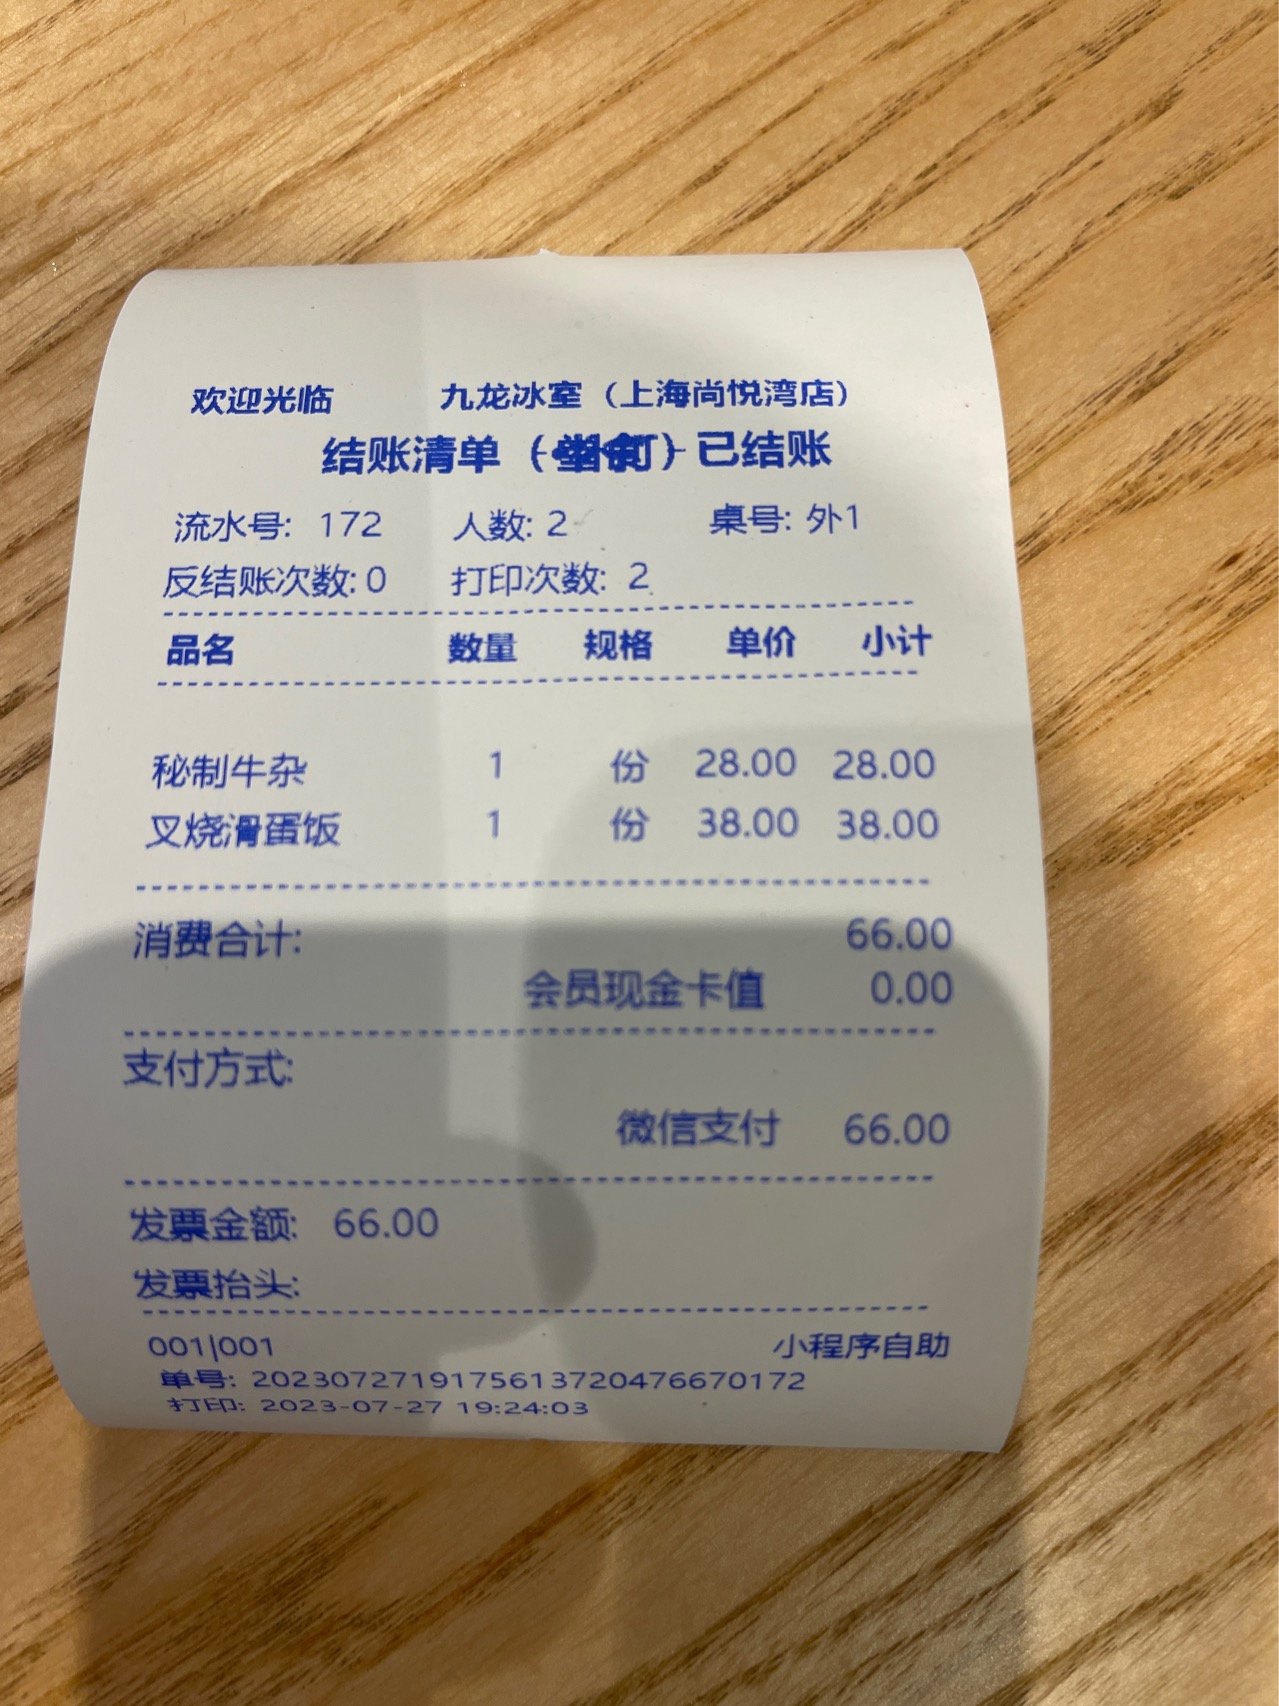 欢迎光临 九龙冰室（上海尚悦湾店）
结账清单（）已结账
流水号: 172 人数: 2 桌号: 外1
反结账次数: 0 打印次数: 2
品名 数量 规格 单价 小计
秘制牛杂 1 份 28.00 28.00
叉烧滑蛋饭 1 份 38.00 38.00
消费合计: 66.00
会员现金卡值 0.00
支付方式:
微信支付 66.00
发票金额: 66.00
发票抬头:
001|001 小程序自助
单号: 20230727191756137204766​70172
打印: 2023-07-27 19:24:03